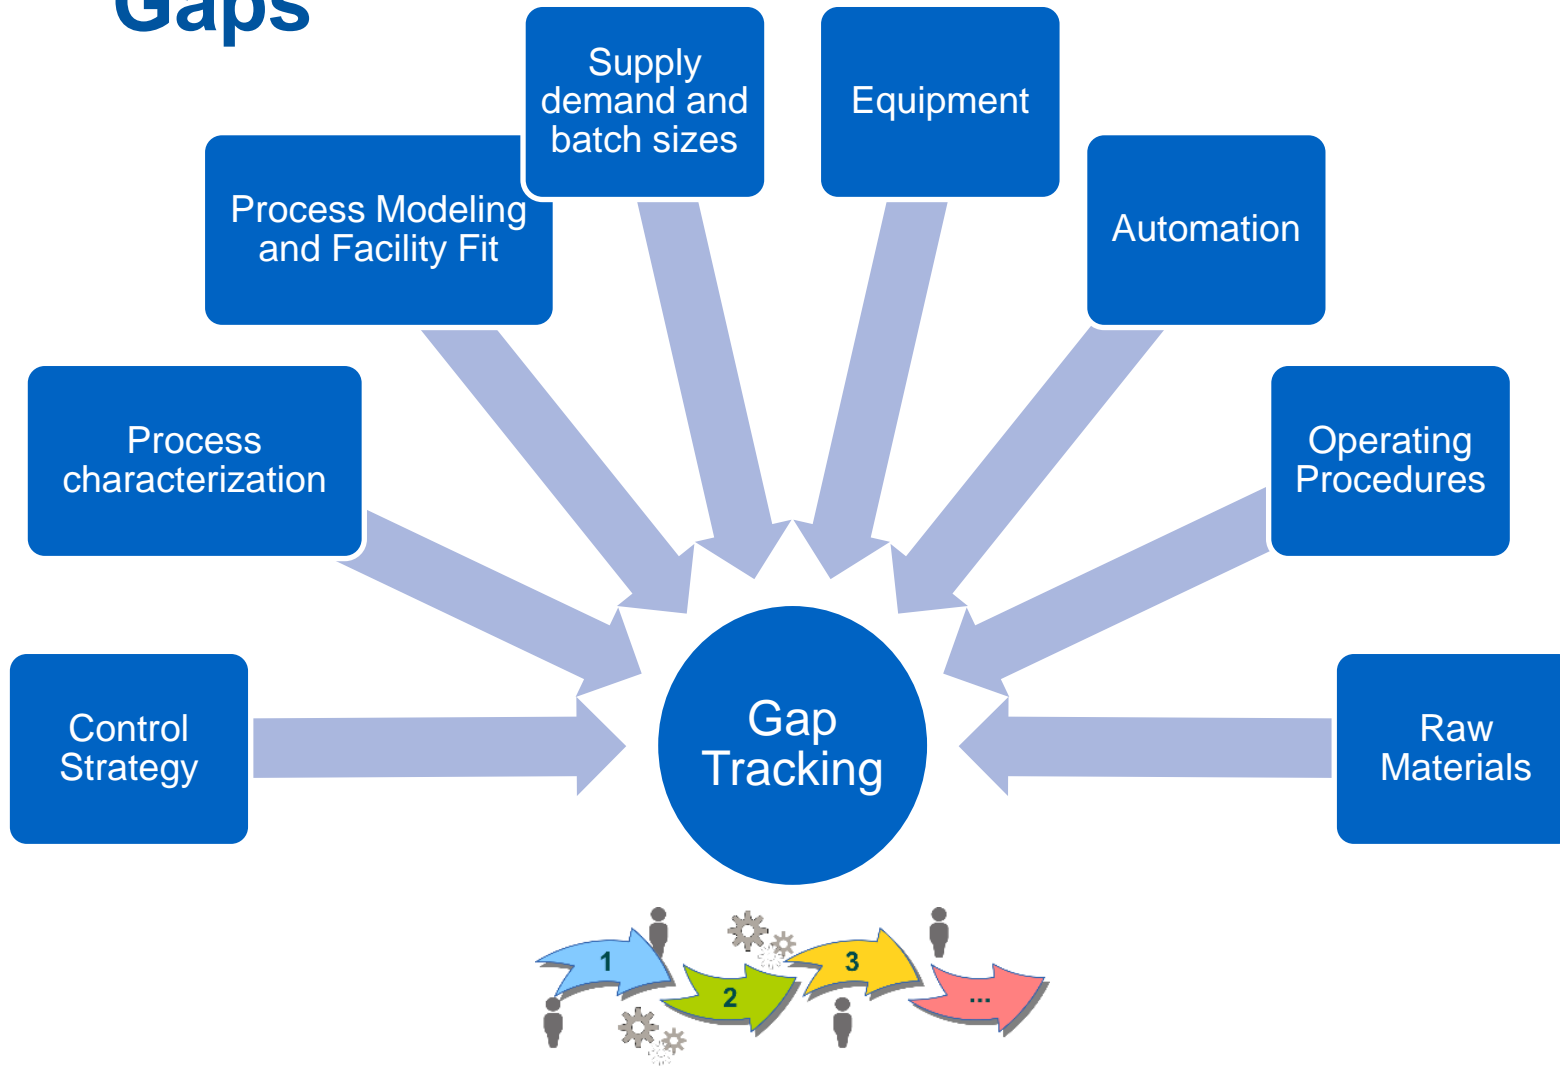 Gaps
Supply
demand and
batch sizes
Equipment
Process Modeling
and Facility Fit
Automation
Process
characterization
Operating
Procedures
Control
Strategy
Gap
Tracking
Raw
Materials
1
2
3
...